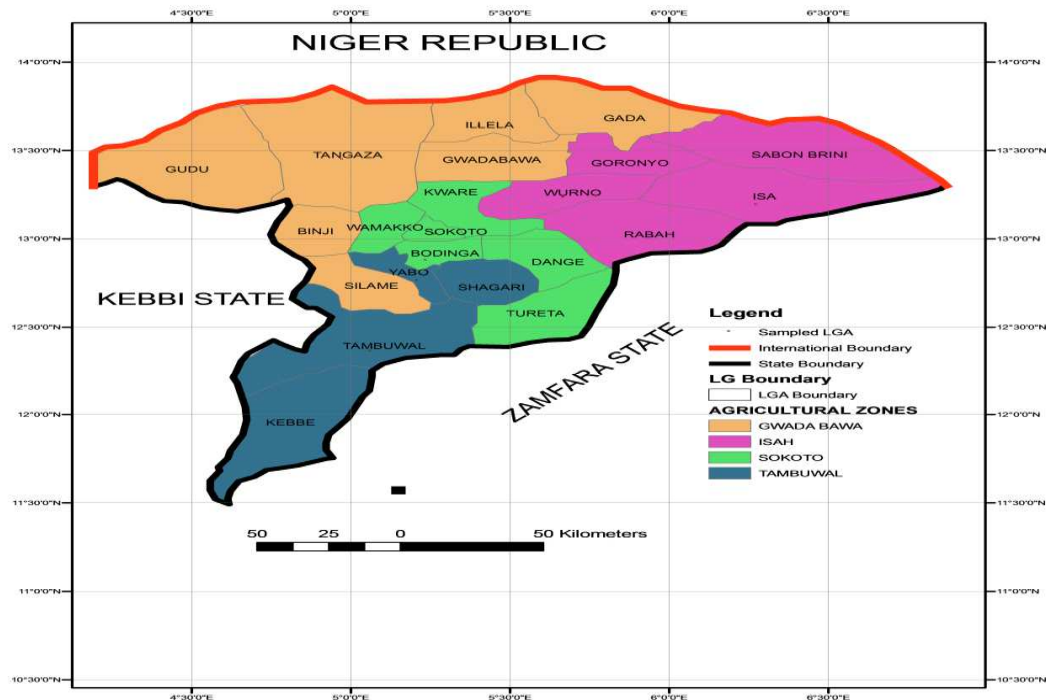 4°30'0"E 5°0'0"E 5°30'0"E 6°0'0"E 6°30'0"E
NIGER REPUBLIC
14°0'0"N 14°0'0"N
GADA
ILLELA
13°30'0"N 13°30'0"N
TANGAZA
SABON BRINI
GWADABAWA
GORONYO
GUDU
KWARE
WURNO
ISA
WAMAKKO
BINJI
SOKOTO
RABAH
13°0'0"N 13°0'0"N
BODINGA
DANGE
YABO
SILAME
SHAGARI
KEBBI STATE
TURETA
12°30'0"N 12°30'0"N
TAMBUWAL
ZAMFARA STATE
KEBBE
12°0'0"N 12°0'0"N
11°30'0"N 11°30'0"N
Legend
Sampled LGA
International Boundary
State Boundary
LG Boundary
LGA Boundary
AGRICULTURAL ZONES
GWADA BAWA
ISAH
SOKOTO
TAMBUWAL
50 25 0 50 Kilometers
11°0'0"N 11°0'0"N
10°30'0"N 10°30'0"N
4°30'0"E 5°0'0"E 5°30'0"E 6°0'0"E 6°30'0"E